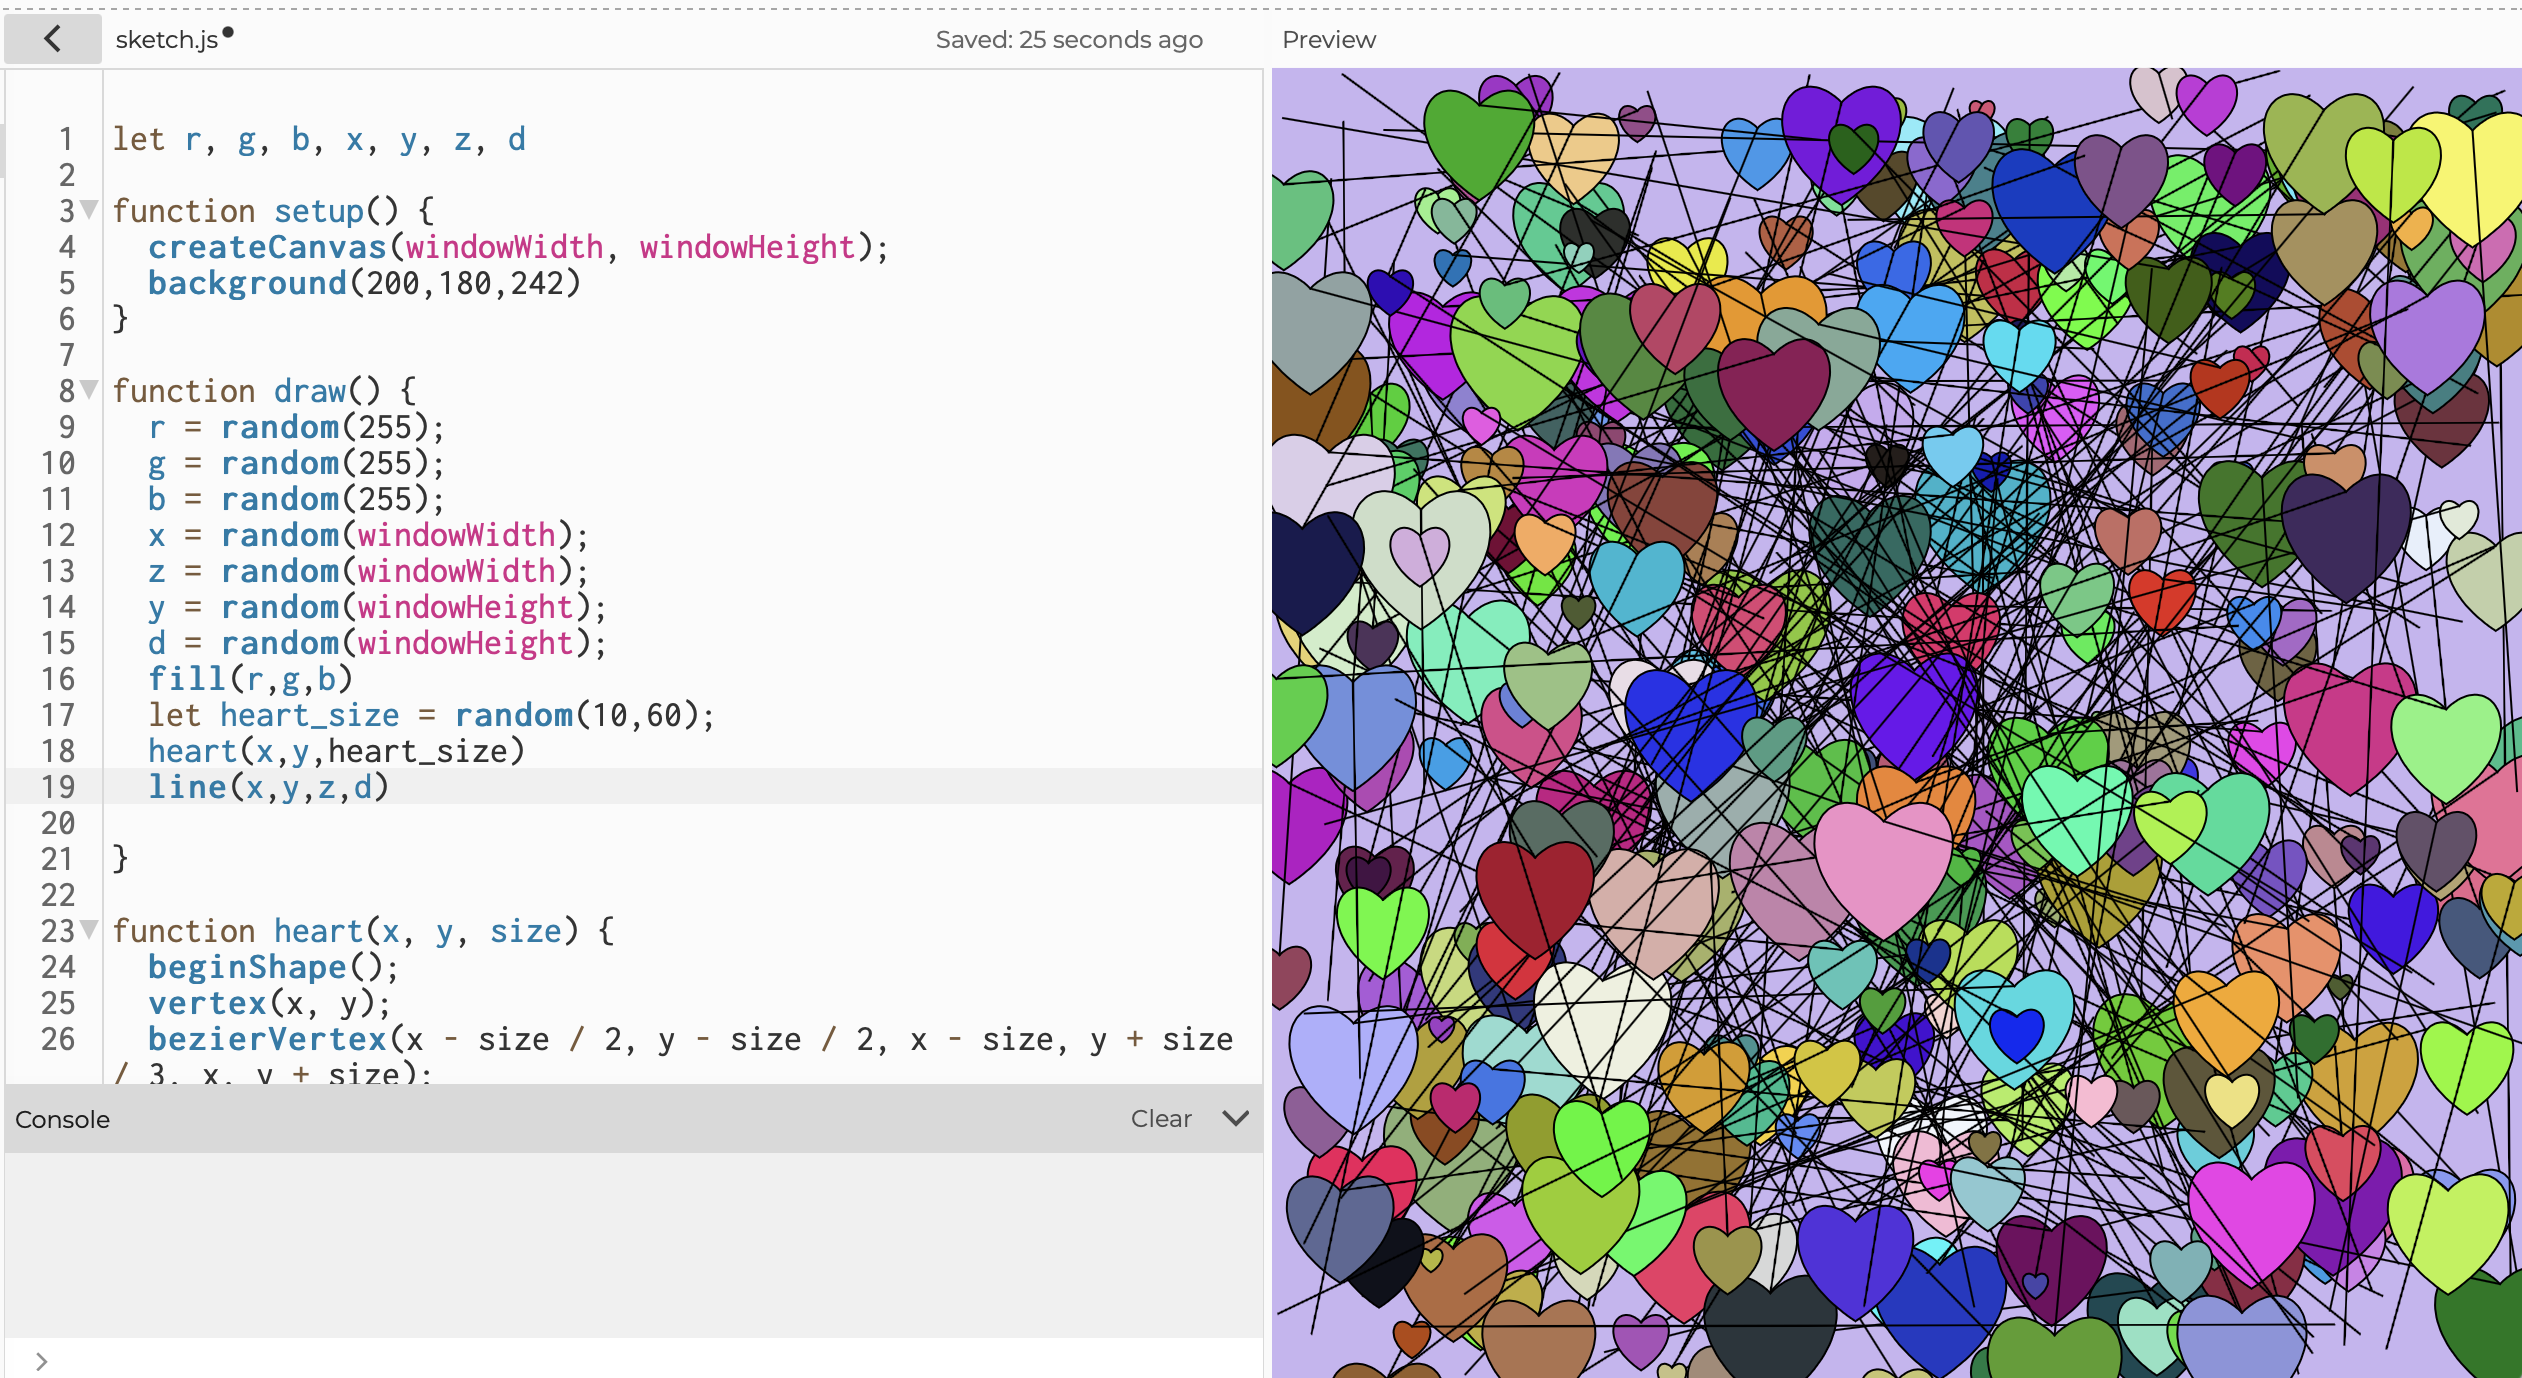 sketch.js
Saved: 25 seconds ago
Preview
1 let r, g, b, x, y, z, d
2
3 function setup() {
4 createCanvas(windowWidth, windowHeight);
5 background(200,180,242)
6 }
7
8 function draw() {
9 r = random(255);
10 g = random(255);
11 b = random(255);
12 x = random(windowWidth);
13 z = random(windowWidth);
14 y = random(windowHeight);
15 d = random(windowHeight);
16 fill(r,g,b)
17 let heart_size = random(10,60);
18 heart(x,y,heart_size)
19 line(x,y,z,d)
20
21 }
22
23 function heart(x, y, size) {
24 beginShape();
25 vertex(x, y);
26 bezierVertex(x - size / 2, y - size / 2, x - size, y + size
/ 3, x, y + size);
Console
Clear
>